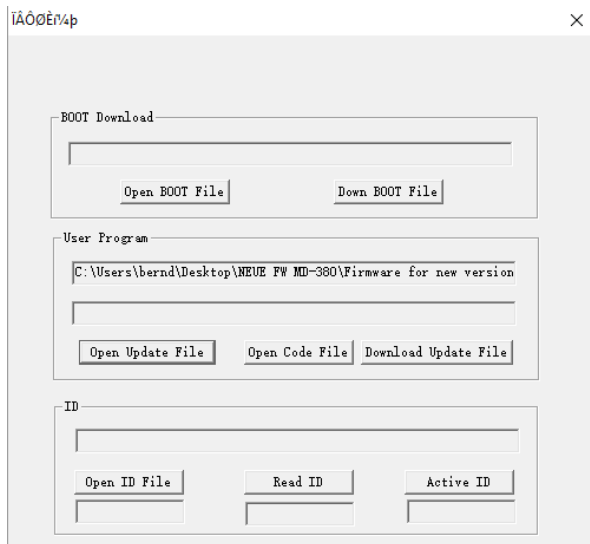 ÏÂÔØÈí¼þ
BOOT Download
Open BOOT File Down BOOT File
User Program
C:\Users\bernd\Desktop\NEUE FW MD-380\Firmware for new version
Open Update File Open Code File Download Update File
ID
Open ID File Read ID Active ID